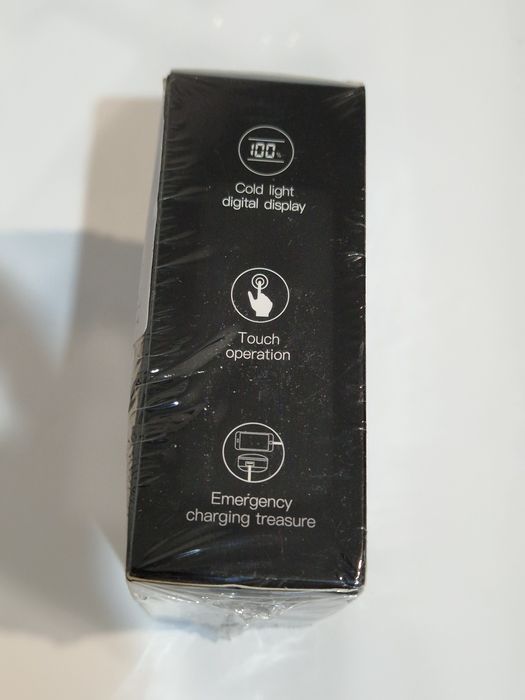 100%
Cold light
digital display
Touch
operation
Emergency
charging treasure